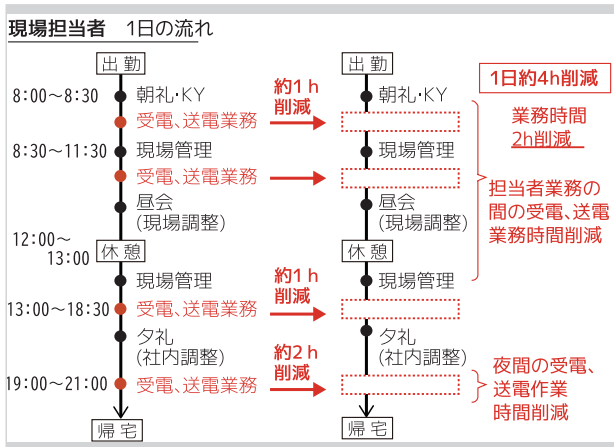 現場担当者 1日の流れ
出勤
8:00～8:30
朝礼・KY
受電、送電業務
約1h
削減
8:30～11:30
現場管理
受電、送電業務
昼会
(現場調整)
12:00～
13:00
休憩
現場管理
13:00～18:30
受電、送電業務
約1h
削減
夕礼
(社内調整)
19:00～21:00
受電、送電業務
約2h
削減
帰宅
出勤
朝礼・KY
現場管理
昼会
(現場調整)
休憩
現場管理
夕礼
(社内調整)
帰宅
1日約4h削減
業務時間
2h削減
担当者業務の
間の受電、送電
業務時間削減
夜間の受電、
送電作業
時間削減